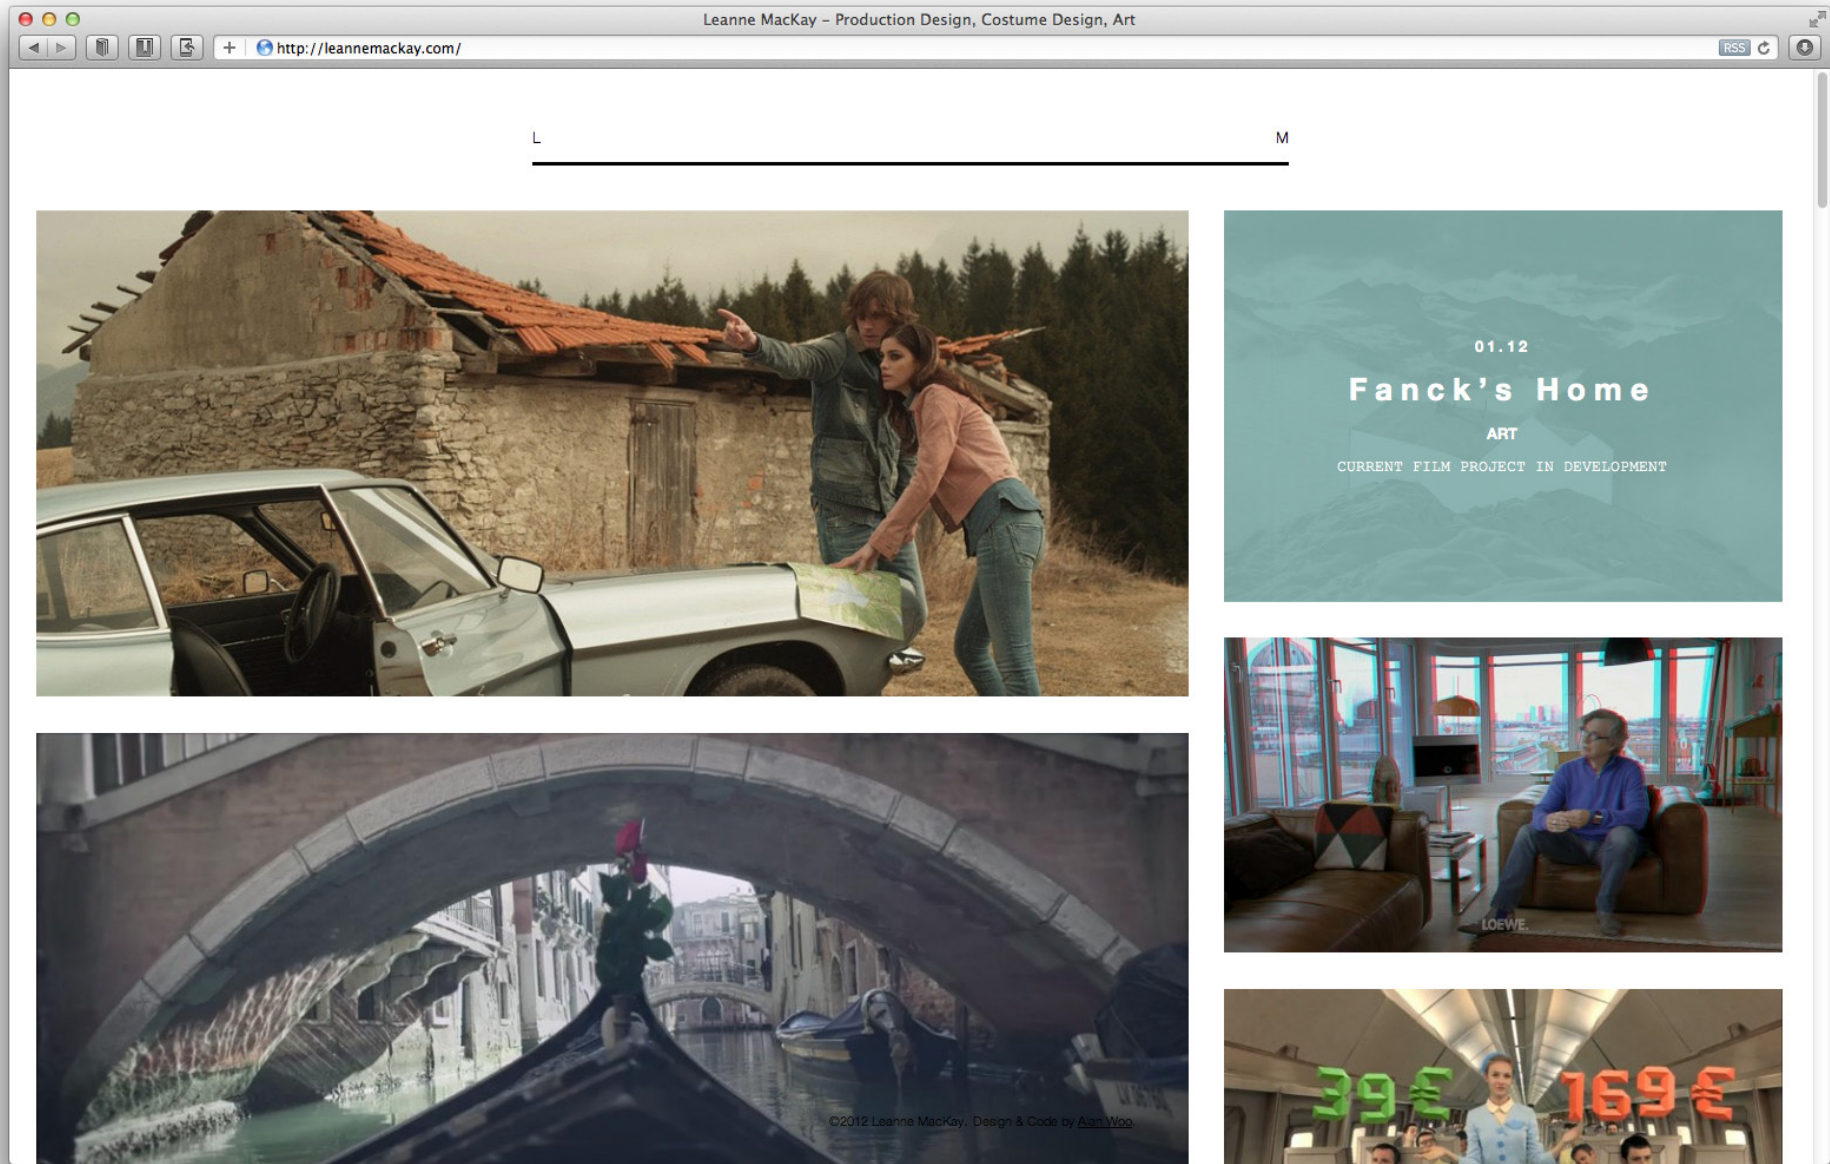 Leanne MacKay – Production Design, Costume Design, Art
http://leannemackay.com/
RSS
L M
01.12
Fanck's Home
ART
CURRENT FILM PROJECT IN DEVELOPMENT
LOEWE.
39€ 169€
©2012 Leanne MacKay. Design & Code by Alan Woo.